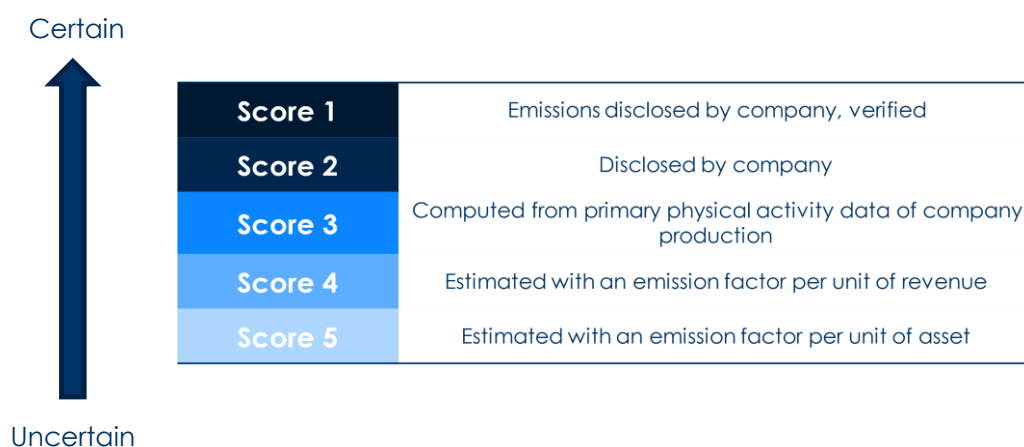 Certain
Score 1
Emissions disclosed by company, verified
Score 2
Disclosed by company
Score 3
Computed from primary physical activity data of company
production
Score 4
Estimated with an emission factor per unit of revenue
Score 5
Estimated with an emission factor per unit of asset
Uncertain